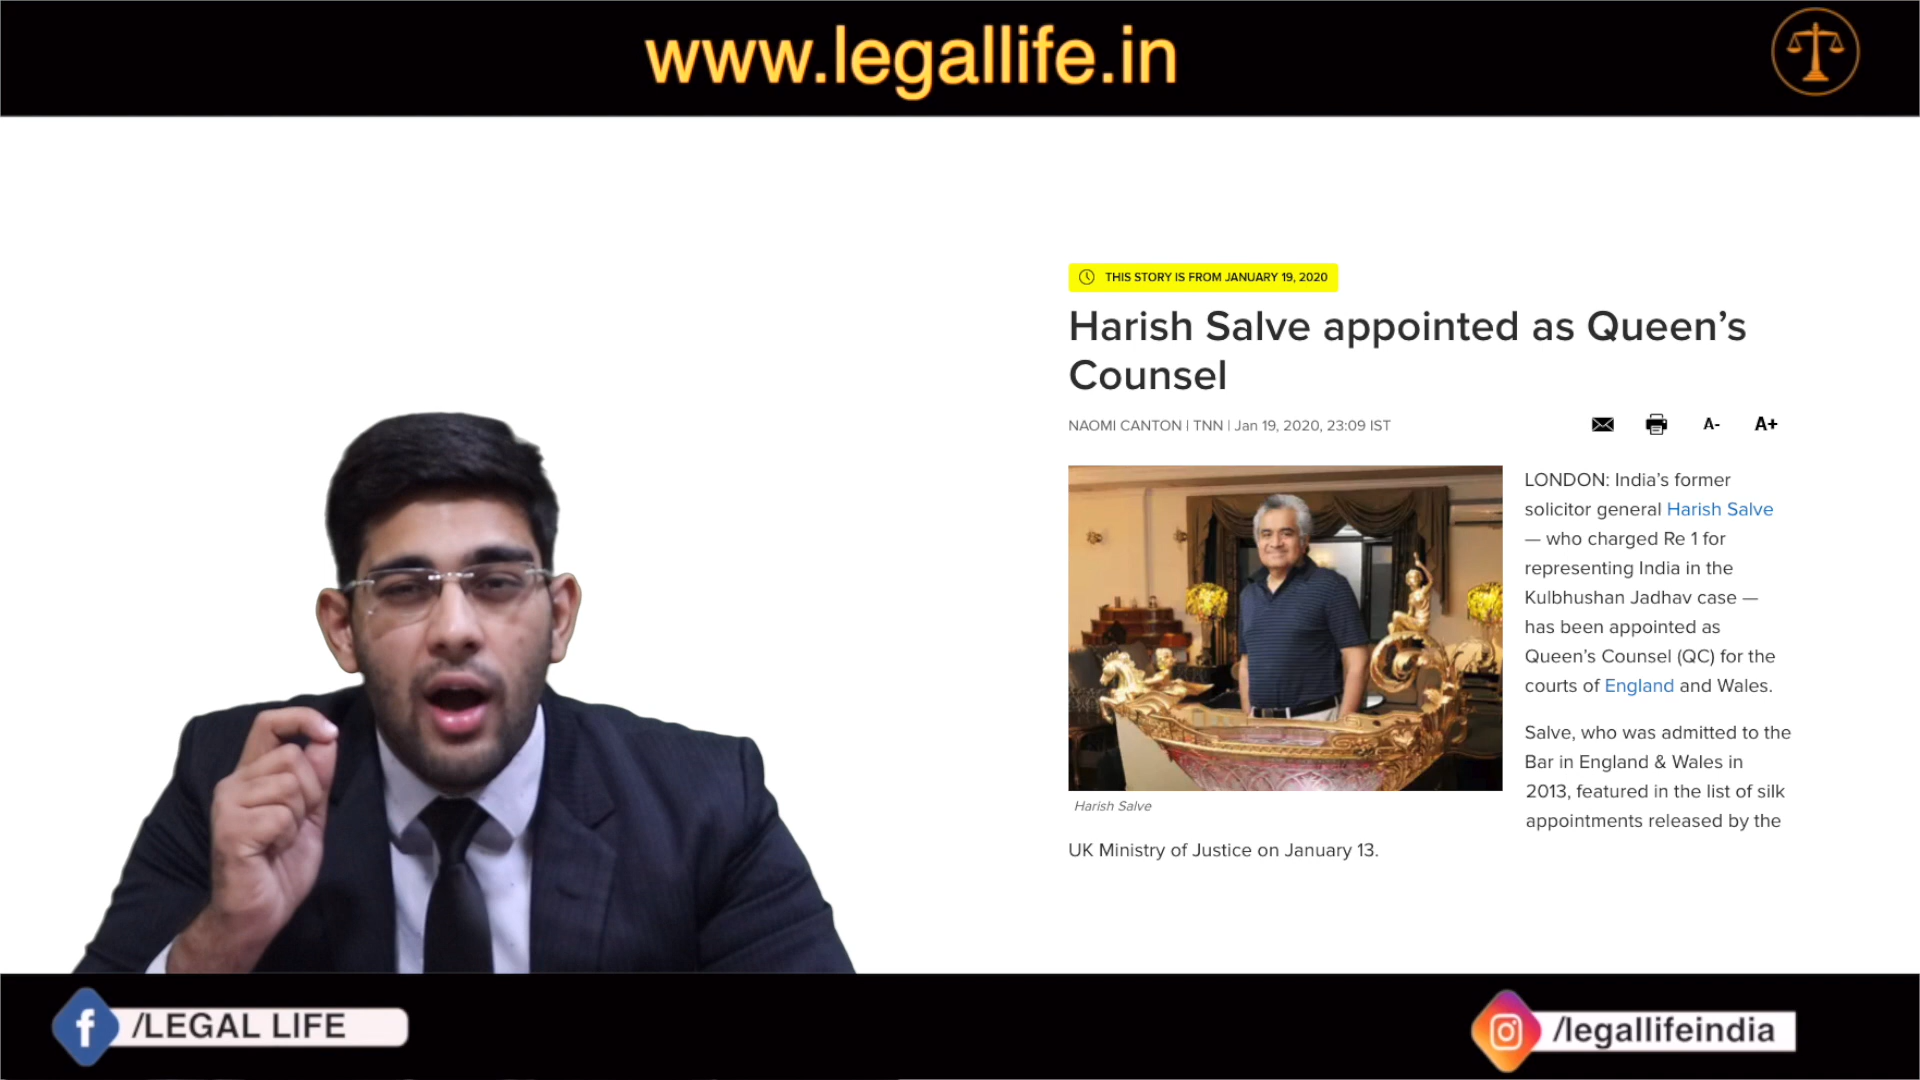 www.legallife.in
THIS STORY IS FROM JANUARY 19, 2020
Harish Salve appointed as Queen’s
Counsel
NAOMI CANTON | TNN | Jan 19, 2020, 23:09 IST
A- A+
LONDON: India’s former
solicitor general Harish Salve
— who charged Re 1 for
representing India in the
Kulbhushan Jadhav case —
has been appointed as
Queen’s Counsel (QC) for the
courts of England and Wales.
Harish Salve
Salve, who was admitted to the
Bar in England & Wales in
2013, featured in the list of silk
appointments released by the
UK Ministry of Justice on January 13.
f /LEGAL LIFE
/legallifeindia